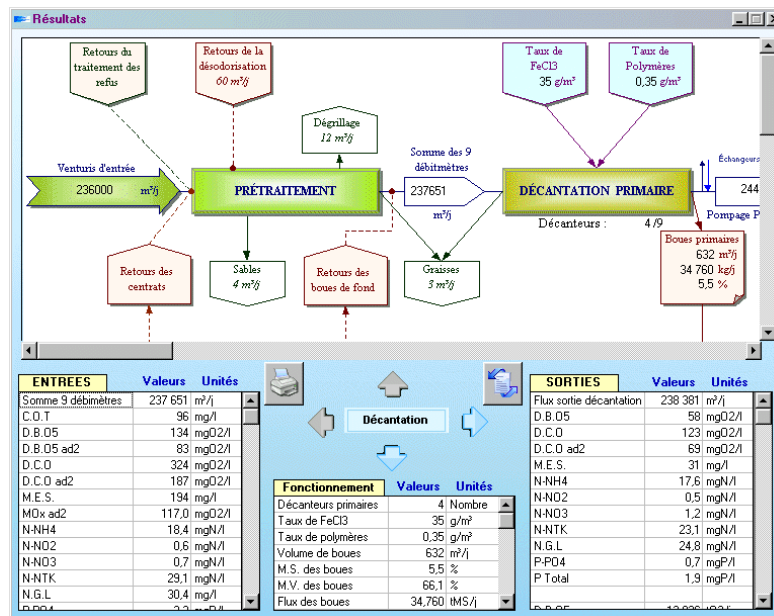 Résultats
Retours du
traitement des
refus
Retours de la
désodorisation
60 m³/j
Taux de
FeCl3
35 g/m³
Taux de
Polymères
0,35 g/m³
Dégrillage
12 m³/j
Venturis d'entrée
236000 m³/j
PRÉTRAITEMENT
Somme des 9
débitmètres
237651
m³/j
DÉCANTATION PRIMAIRE
Décanteurs : 4 /9
Échangeurs
244
Pompage P
Retours des
centrats
Sables
4 m³/j
Retours des
boues de fond
Graisses
3 m³/j
Boues primaires
632 m³/j
34 760 kg/j
5,5 %
ENTREES Valeurs Unités
Somme 9 débimètres 237 651 m³/j
C.O.T 96 mg/l
D.B.O5 134 mgO2/l
D.B.O5 ad2 83 mgO2/l
D.C.O 324 mgO2/l
D.C.O ad2 187 mgO2/l
M.E.S. 194 mg/l
MOx ad2 117,0 mgO2/l
N-NH4 18,4 mgN/l
N-NO2 0,6 mgN/l
N-NO3 0,7 mgN/l
N-NTK 29,1 mgN/l
N.G.L 30,4 mg/l
Décantation
Fonctionnement Valeurs Unités
Décanteurs primaires 4 Nombre
Taux de FeCl3 35 g/m³
Taux de polymères 0,35 g/m³
Volume de boues 632 m³/j
M.S. des boues 5,5 %
M.V. des boues 66,1 %
Flux des boues 34,760 tMS/j
SORTIES Valeurs Unités
Flux sortie décantation 238 381 m³/j
D.B.O5 58 mgO2/l
D.C.O 123 mgO2/l
D.C.O ad2 69 mgO2/l
M.E.S. 31 mg/l
N-NH4 17,6 mgN/l
N-NO2 0,5 mgN/l
N-NO3 1,2 mgN/l
N-NTK 23,1 mgN/l
N.G.L 24,8 mgN/l
P-PO4 0,7 mgP/l
P Total 1,9 mgP/l